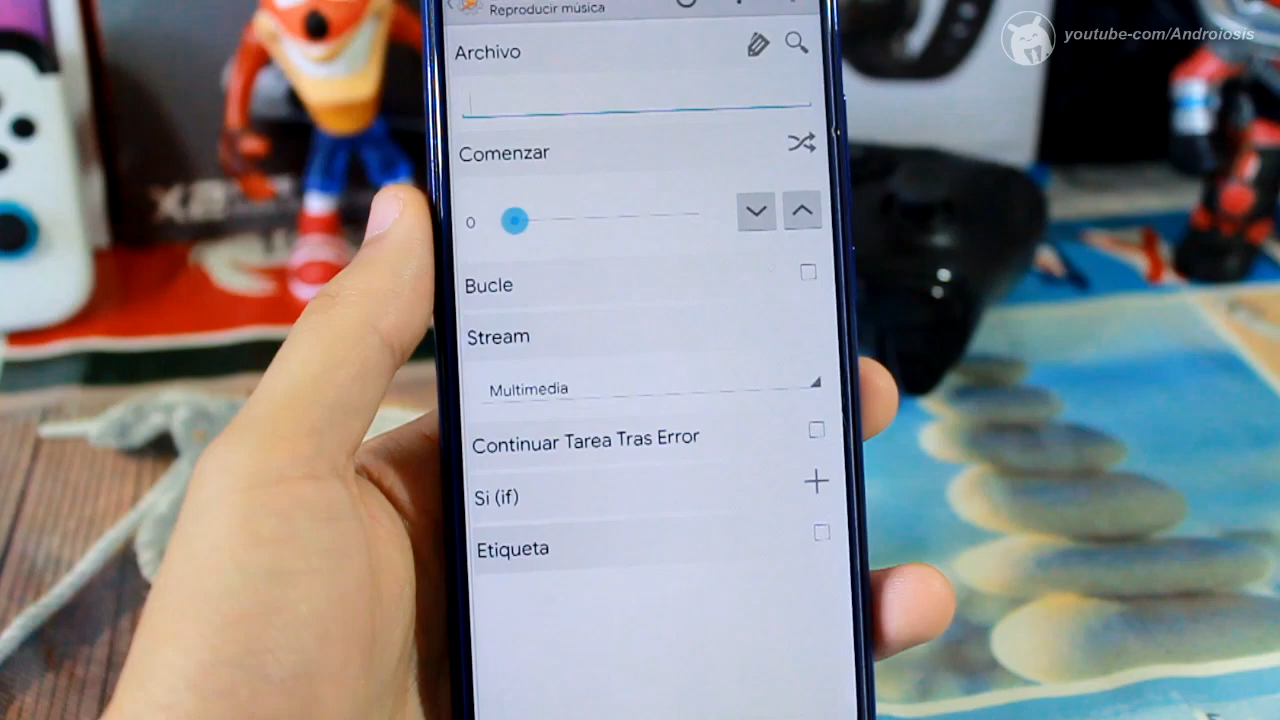 Reproducir música
youtube-com/Androiosis
Archivo
Comenzar
0
Bucle
Stream
Multimedia
Continuar Tarea Tras Error
Si (if)
Etiqueta